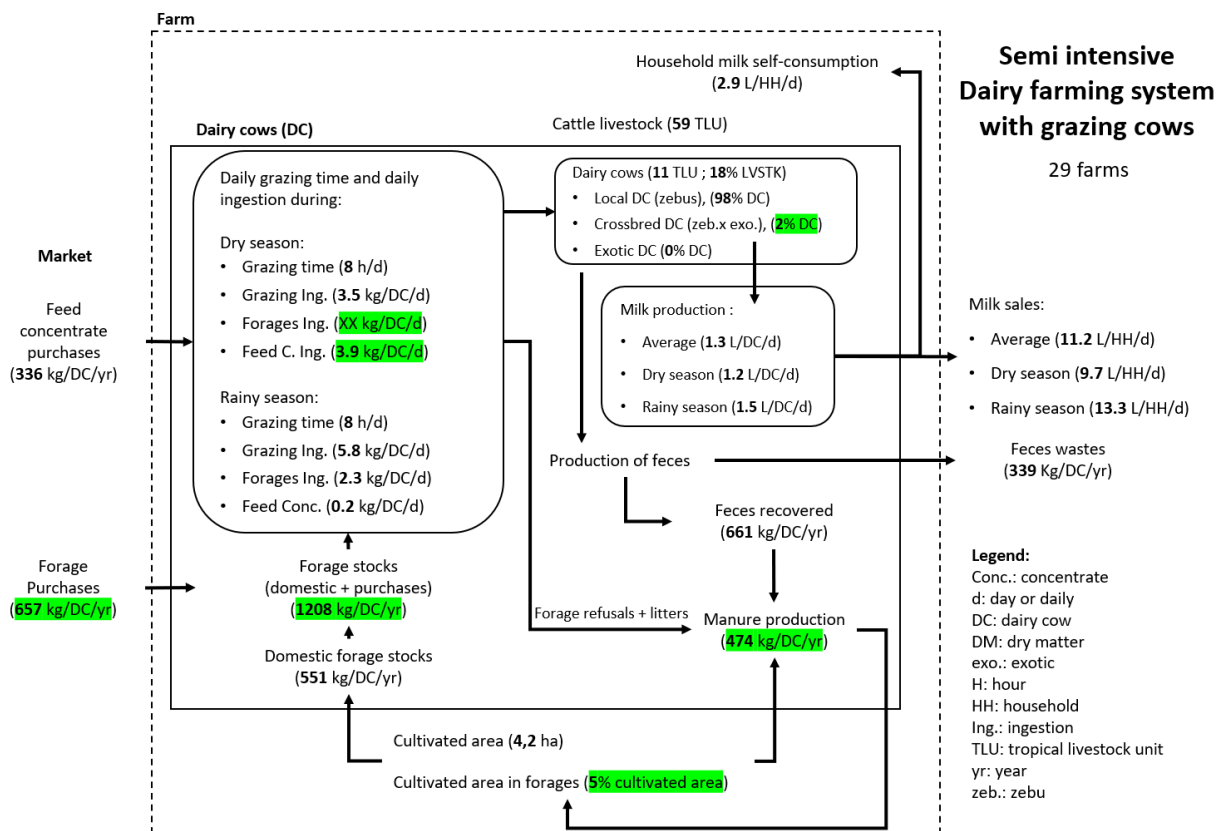 Farm
Semi intensive
Dairy farming system
with grazing cows
29 farms
Household milk self-consumption
(2.9 L/HH/d)
Cattle livestock (59 TLU)
Dairy cows (DC)
Market
Feed
concentrate
purchases
(336 kg/DC/yr)
Forage
Purchases
(657 kg/DC/yr)
Daily grazing time and daily
ingestion during:
Dry season:
• Grazing time (8 h/d)
• Grazing Ing. (3.5 kg/DC/d)
• Forages Ing. (XX kg/DC/d)
• Feed C. Ing. (3.9 kg/DC/d)
Rainy season:
• Grazing time (8 h/d)
• Grazing Ing. (5.8 kg/DC/d)
• Forages Ing. (2.3 kg/DC/d)
• Feed Conc. (0.2 kg/DC/d)
Forage stocks
(domestic + purchases)
(1208 kg/DC/yr)
Domestic forage stocks
(551 kg/DC/yr)
Dairy cows (11 TLU ; 18% LVSTK)
• Local DC (zebus), (98% DC)
• Crossbred DC (zeb.x exo.), (2% DC)
• Exotic DC (0% DC)
Milk production :
• Average (1.3 L/DC/d)
• Dry season (1.2 L/DC/d)
• Rainy season (1.5 L/DC/d)
Production of feces
Feces recovered
(661 kg/DC/yr)
Forage refusals + litters
Manure production
(474 kg/DC/yr)
Cultivated area (4,2 ha)
Cultivated area in forages (5% cultivated area)
Milk sales:
• Average (11.2 L/HH/d)
• Dry season (9.7 L/HH/d)
• Rainy season (13.3 L/HH/d)
Feces wastes
(339 Kg/DC/yr)
Legend:
Conc.: concentrate
d: day or daily
DC: dairy cow
DM: dry matter
exo.: exotic
H: hour
HH: household
Ing.: ingestion
TLU: tropical livestock unit
yr: year
zeb.: zebu